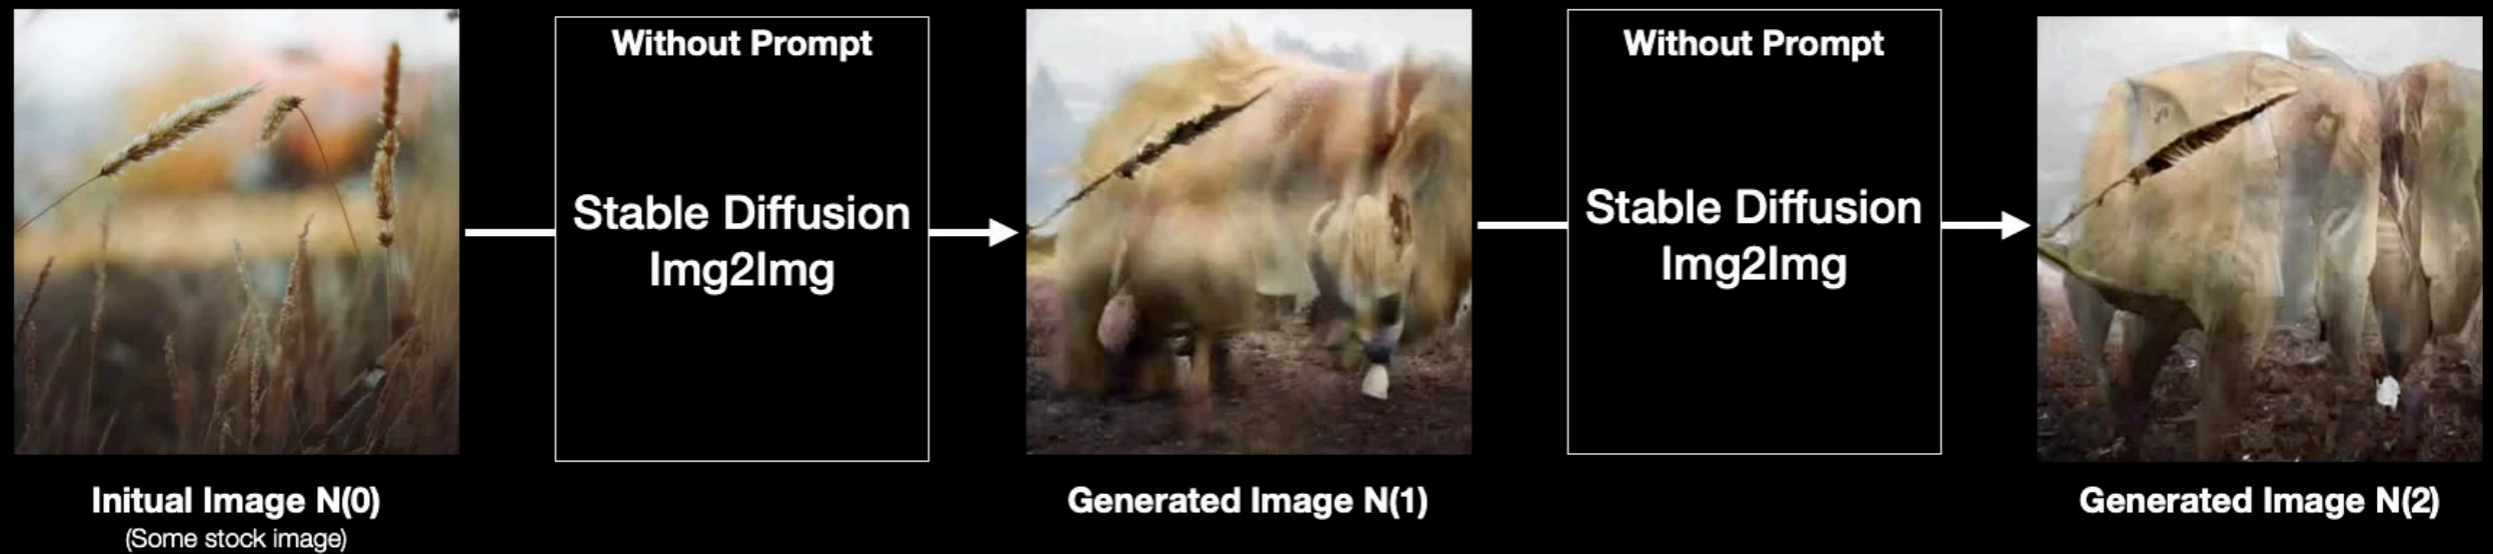 Without Prompt
Stable Diffusion
Img2Img
Without Prompt
Stable Diffusion
Img2Img
Initual Image N(0)
(Some stock image)
Generated Image N(1)
Generated Image N(2)